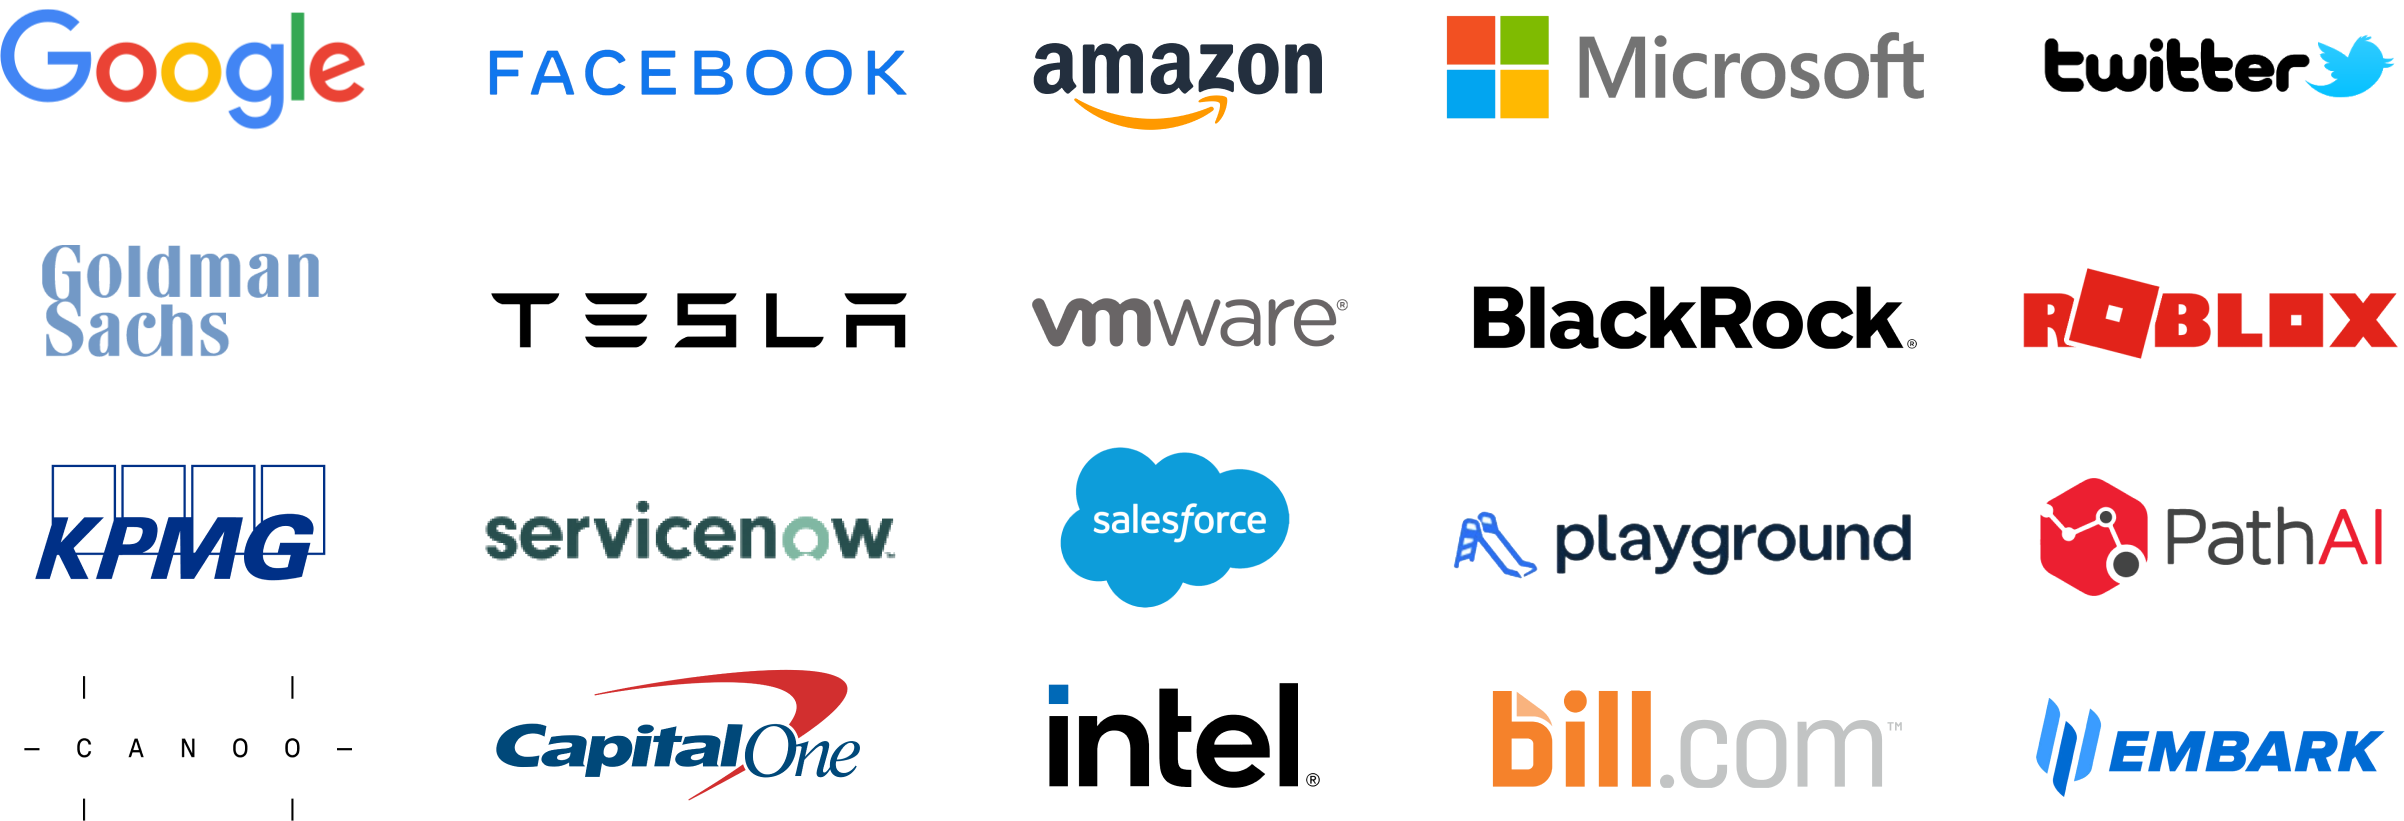 Google
FACEBOOK
amazon
Microsoft
twitter
Goldman
Sachs
TESLA
vmware®
BlackRock®
ROBLOX
KPMG
servicenow™
salesforce
playground
PathAI
CANOO
CapitalOne
intel®
bill.com™
EMBARK